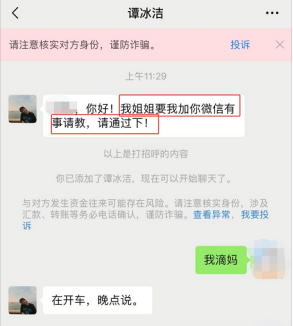 谭冰洁
请注意核实对方身份，谨防诈骗。 投诉
上午11:29
，你好！我姐姐要我加你微信有
事请教，请通过下！
以上是打招呼的内容
你已添加了谭冰洁，现在可以开始聊天了。
与对方发生资金往来可能存在风险。请注意核实身份，涉及
汇款、转账等务必电话确认，谨防诈骗。查看异常，我要投
诉
我滴妈
在开车，晚点说。